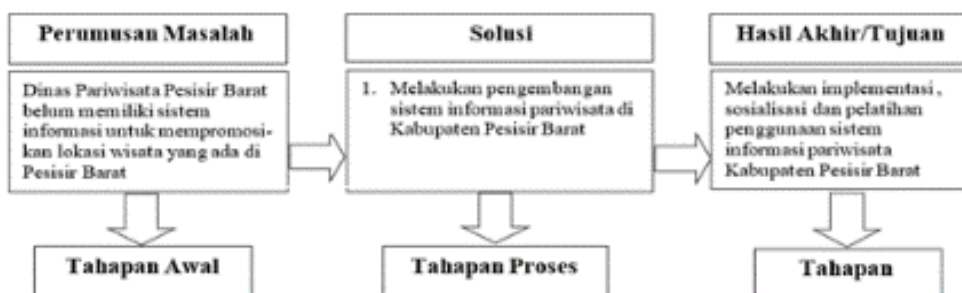 Perumusan Masalah
Dinas Pariwisata Pesisir Barat
belum memiliki sistem
informasi untuk mempromosi-
kan lokasi wisata yang ada di
Pesisir Barat
Tahapan Awal
Solusi
1. Melakukan pengembangan
sistem informasi pariwisata di
Kabupaten Pesisir Barat
Tahapan Proses
Hasil Akhir/Tujuan
Melakukan implementasi ,
sosialisasi dan pelatihan
penggunaan sistem
informasi pariwisata
Kabupaten Pesisir Barat
Tahapan